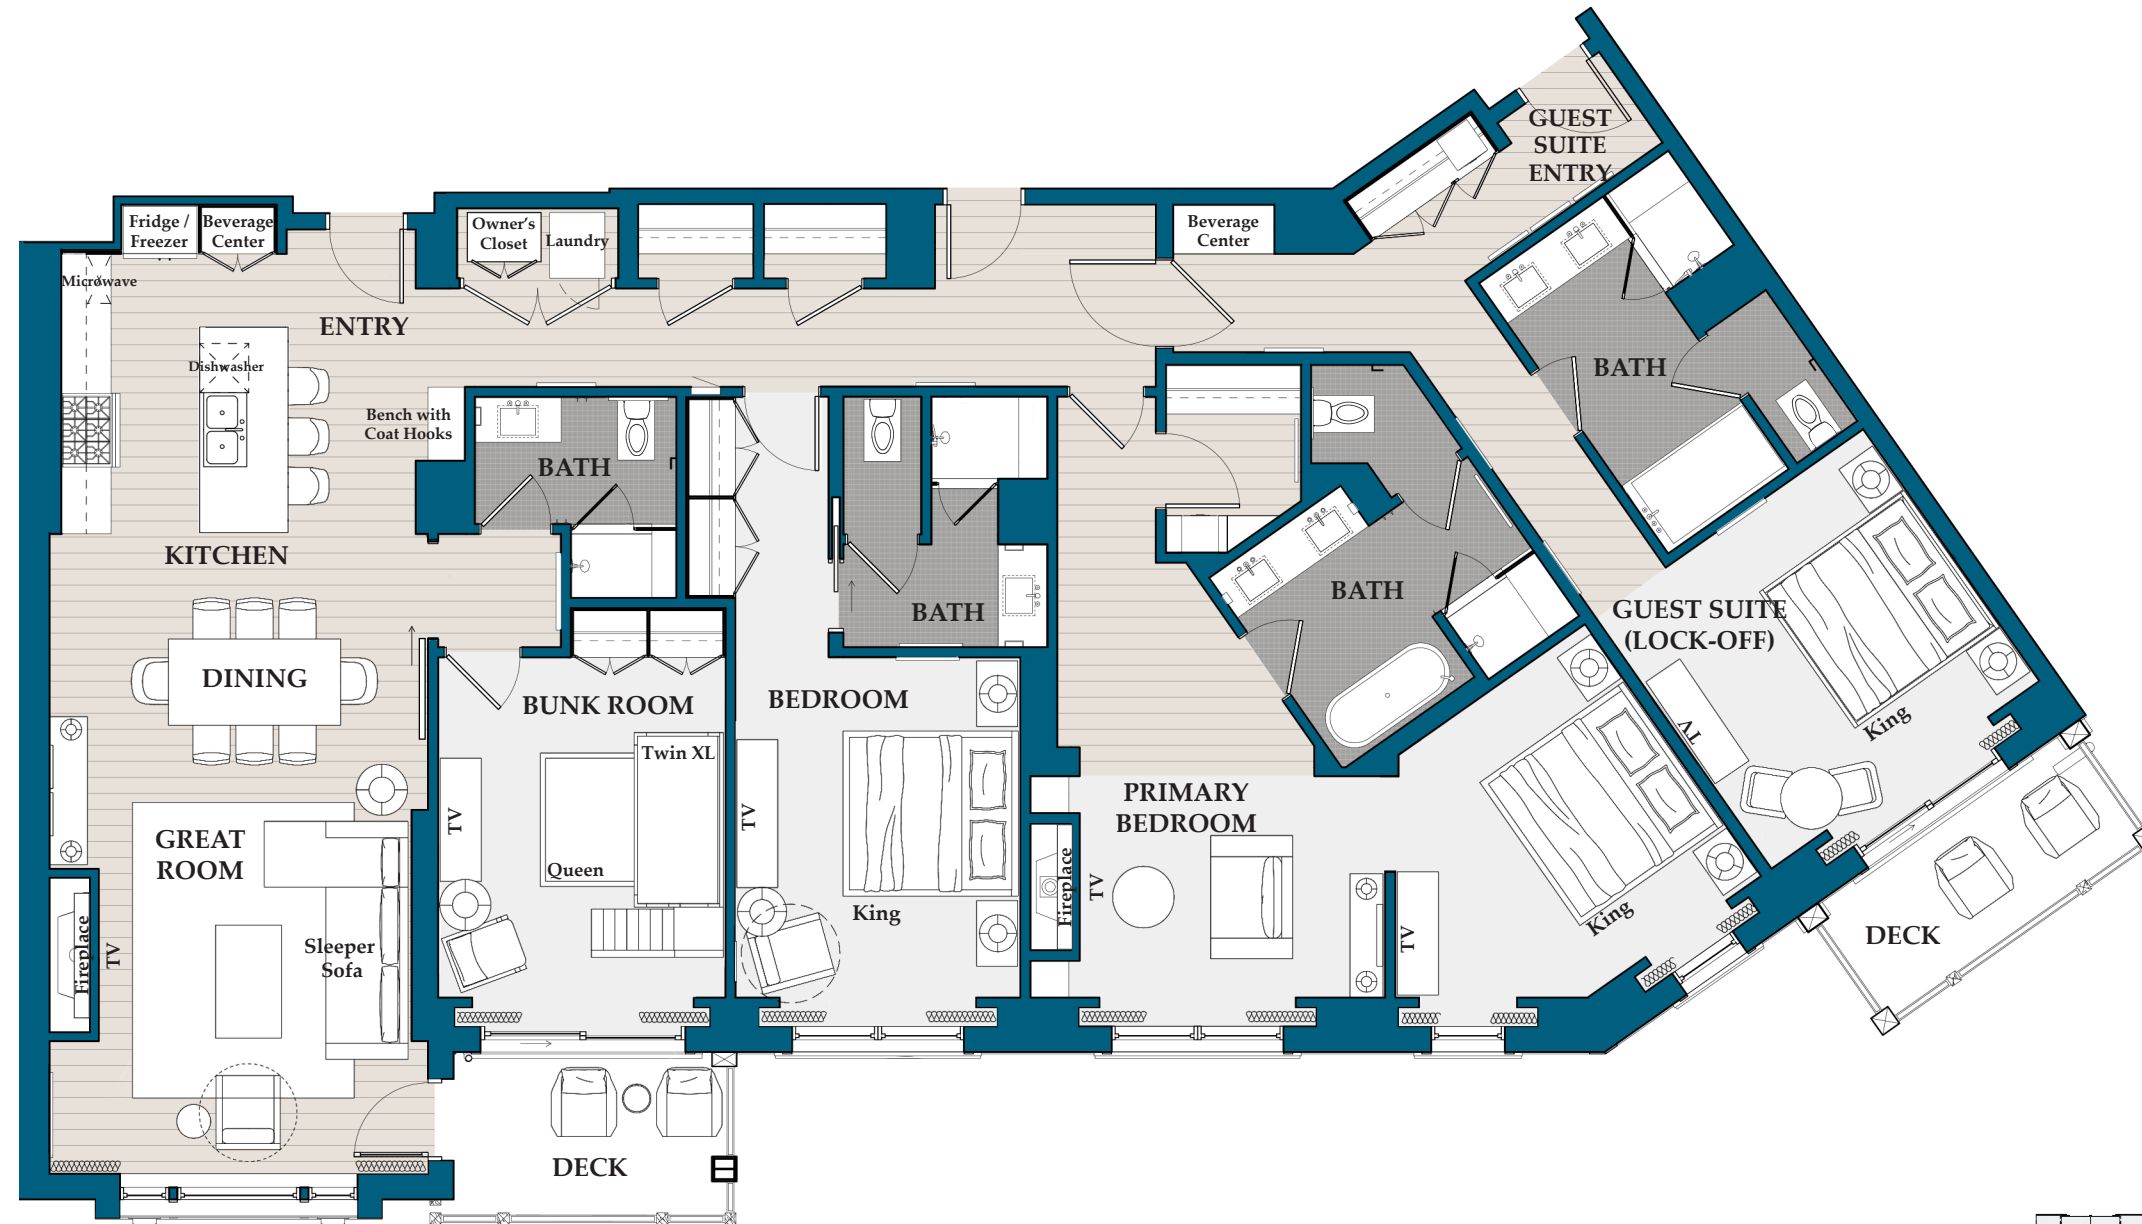 GUEST
SUITE
ENTRY
Fridge /
Freezer
Beverage
Center
Owner's
Closet
Laundry
Beverage
Center
Microwave
ENTRY
Dishwasher
Bench with
Coat Hooks
BATH
BATH
BATH
BATH
KITCHEN
GUEST SUITE
(LOCK-OFF)
King
TV
DINING
BUNK ROOM
Twin XL
Queen
TV
BEDROOM
TV
King
PRIMARY
BEDROOM
Fireplace
TV
TV
King
GREAT
ROOM
Sleeper
Sofa
Fireplace
TV
DECK
DECK